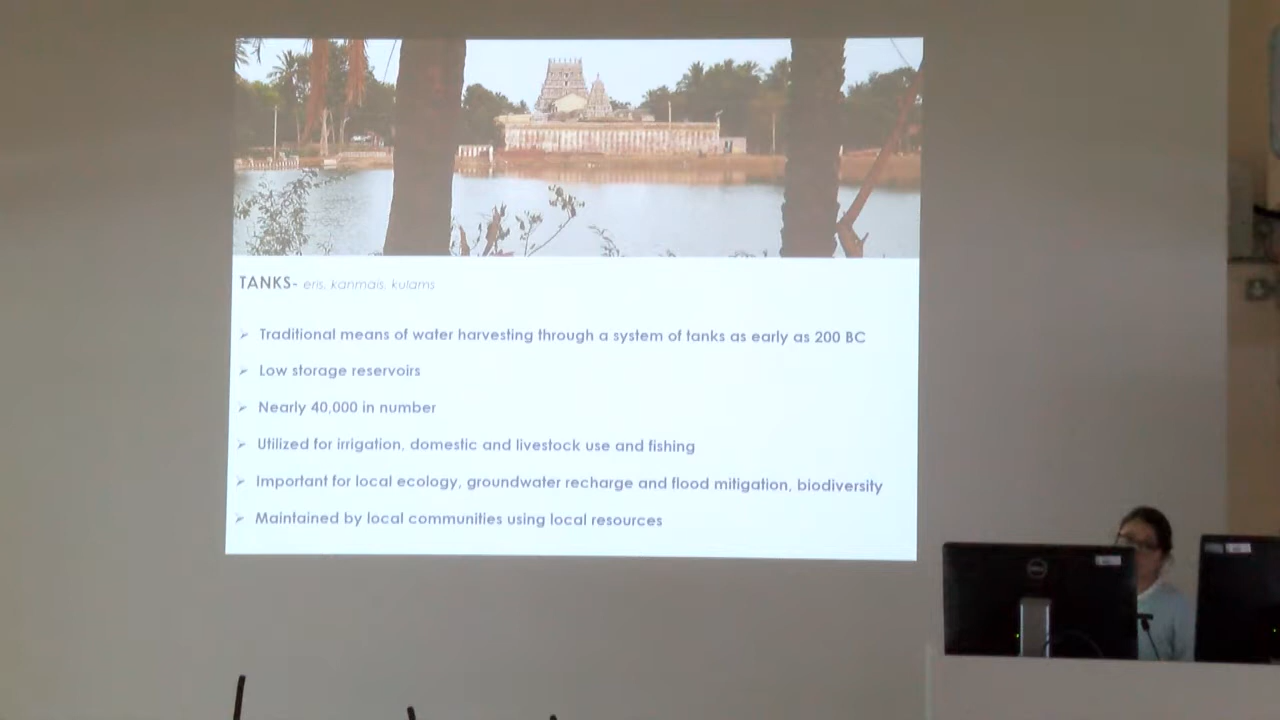 TANKS- eris, kanmais, kulams
Traditional means of water harvesting through a system of tanks as early as 200 BC
Low storage reservoirs
Nearly 40,000 in number
Utilized for irrigation, domestic and livestock use and fishing
Important for local ecology, groundwater recharge and flood mitigation, biodiversity
Maintained by local communities using local resources
DELL